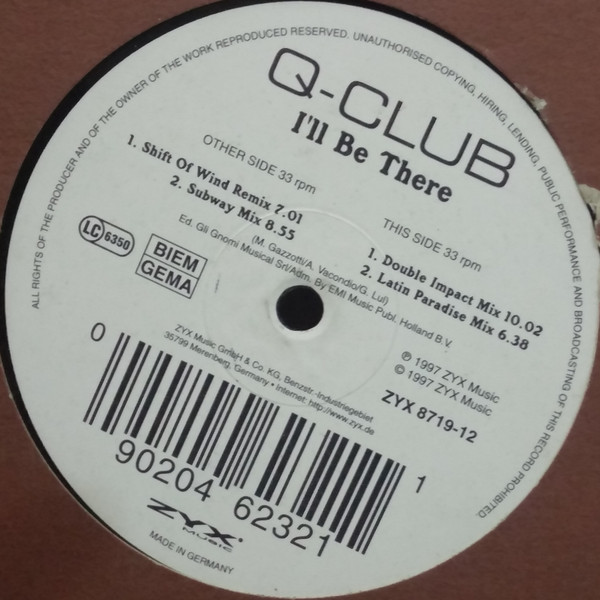 ALL RIGHTS OF THE PRODUCER AND OF THE OWNER OF THE WORK REPRODUCED RESERVED. UNAUTHORISED COPYING, HIRING, LENDING, PUBLIC PERFORMANCE AND BROADCASTING OF THIS RECORD PROHIBITED.
Q-CLUB
I'll Be There
OTHER SIDE 33 rpm
1. Shift Of Wind Remix 7.01
2. Subway Mix 8.55
THIS SIDE 33 rpm
1. Double Impact Mix 10.02
2. Latin Paradise Mix 6.38
(M. Gazzotti/A. Vacondio/G. Lul)
Ed. Gli Gnomi Musical Srl/Adm. By EMI Music Publ. Holland B.V.
LC 6350
BIEM
GEMA
℗ 1997 ZYX Music
© 1997 ZYX Music
ZYX 8719-12
ZYX Music GmbH & Co. KG, Benzstr.-Industriegebiet
35799 Merenberg, Germany • Internet: http://www.zyx.de
0 90204 62321 1
ZYX
MUSIC
MADE IN GERMANY